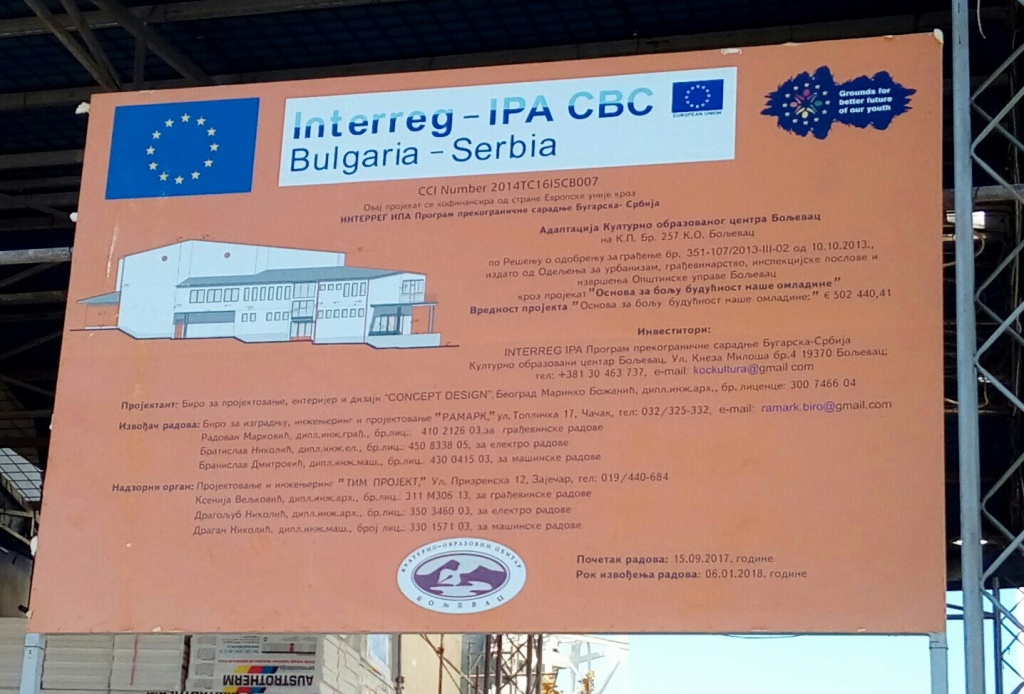 Interreg - IPA CBC
Bulgaria - Serbia
EUROPEAN UNION
Grounds for
better future
of our youth
CCI Number 2014TC16I5CB007
Овај пројекат се кофинансира од стране Европске уније кроз
ИНТЕРРЕГ ИПА Програм прекограничне сарадње Бугарска- Србија
Адаптација Културно образованог центра Бољевац
на К.П. Бр. 257 К.О. Бољевац
по Решењу о одобрењу за грађење бр. 351-107/2013-III-02 од 10.10.2013.,
издато од Одељења за урбанизам, грађевинарство, инспекцијске послове и
извршења Општинске управе Бољевац
кроз пројекат "Основа за бољу будућност наше омладине"
Вредност пројекта "Основа за бољу будућност наше омладине:" € 502 440,41
Инвеститори:
INTERREG IPA Програм прекограничне сарадње Бугарска-Србија
Културно образовани центар Бољевац, Ул. Кнеза Милоша бр.4 19370 Бољевац;
тел: +381 30 463 737, e-mail: kockultura@gmail com
Пројектант: Биро за пројектовање, ентеријер и дизајн "CONCEPT DESIGN", Београд Маринко Божанић, дипл.инж.арх., бр. лиценце: 300 7466 04
Извођач радова: Биро за изградњу, инжењеринг и пројектовање "РАМАРК," ул. Топличка 17, Чачак, тел: 032/325-332, e-mail: ramark.biro@gmail.com
Радован Марковић, дипл.инж.грађ., бр.лиц.: 410 2126 03,за грађевинске радове
Братислав Николић, дипл.инж.ел., бр.лиц.: 450 8338 05, за електро радове
Бранислав Дмитровић, дипл.инж.маш., бр.лиц.: 430 0415 03, за машинске радове
Надзорни орган: Пројектовање и инжењеринг "ТИМ ПРОЈЕКТ," Ул. Призренска 12, Зајечар, тел: 019/440-684
Ксенија Вељковић, дипл.инж.арх., бр.лиц.: 311 М306 13, за грађевинске радове
Драгољуб Николић, дипл.инж.арх., бр.лиц: 350 3460 03, за електро радове
Драган Николић, дипл.инж.маш., број лиц: 330 1571 03, за машинске радове
КУЛТУРНО-ОБРАЗОВНИ ЦЕНТАР
БОЉЕВАЦ
Почетак радова: 15.09.2017. године
Рок извођења радова: 06.01.2018. године
AUSTROTHERM